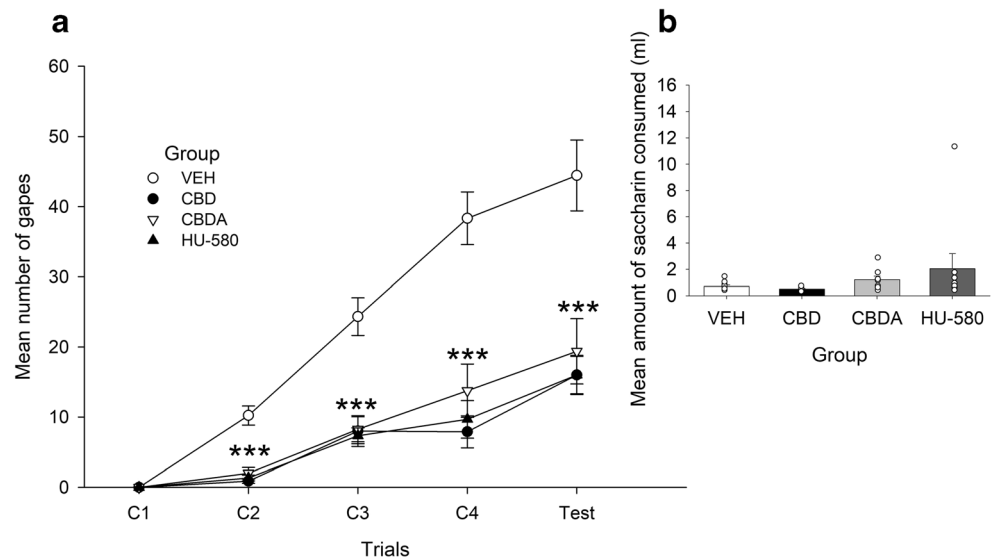 a
60
50
40
30
20
10
0
Mean number of gapes
Group
VEH
CBD
CBDA
HU-580
***
***
***
***
C1 C2 C3 C4 Test
Trials
b
Mean amount of saccharin consumed (ml)
16
14
12
10
8
6
4
2
0
VEH CBD CBDA HU-580
Group